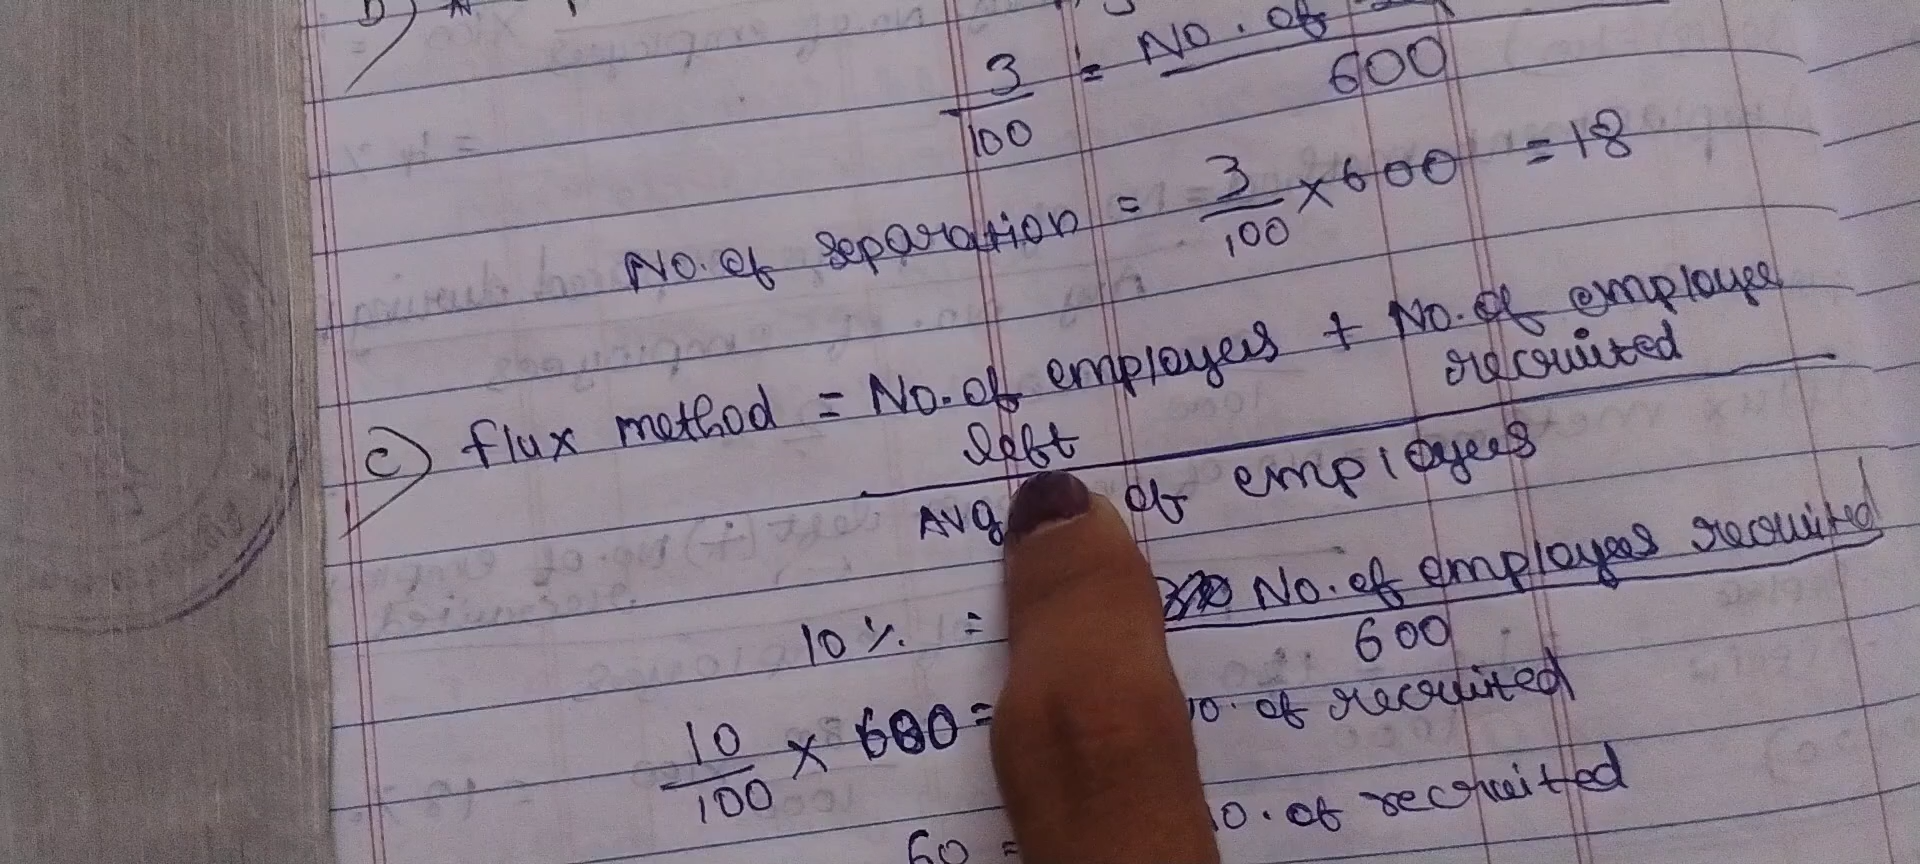 b)
3/100 = No. of
600
No. of separation = 3/100 × 600 = 18
c) flux method = No. of employees left + No. of employee recruited
Avg of employees
10 % = No. of employees recruited
600
10/100 × 600 = of recruited
60 = of recruited